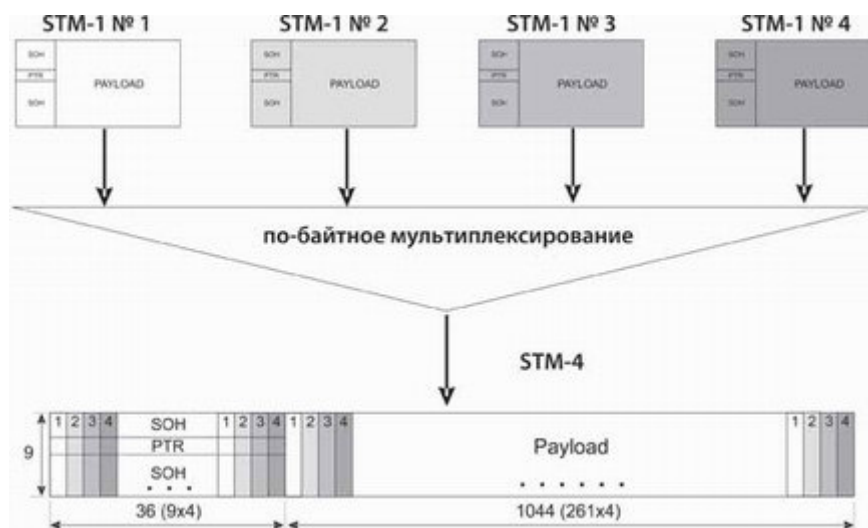 STM-1 № 1 STM-1 № 2 STM-1 № 3 STM-1 № 4
SOH SOH SOH SOH
PTR PAYLOAD PTR PAYLOAD PTR PAYLOAD PTR PAYLOAD
SOH SOH SOH SOH
по-байтное мультиплексирование
STM-4
1 2 3 4 SOH 1 2 3 4 1 2 3 4 1 2 3 4
9 PTR Payload
SOH
36 (9x4) 1044 (261x4)